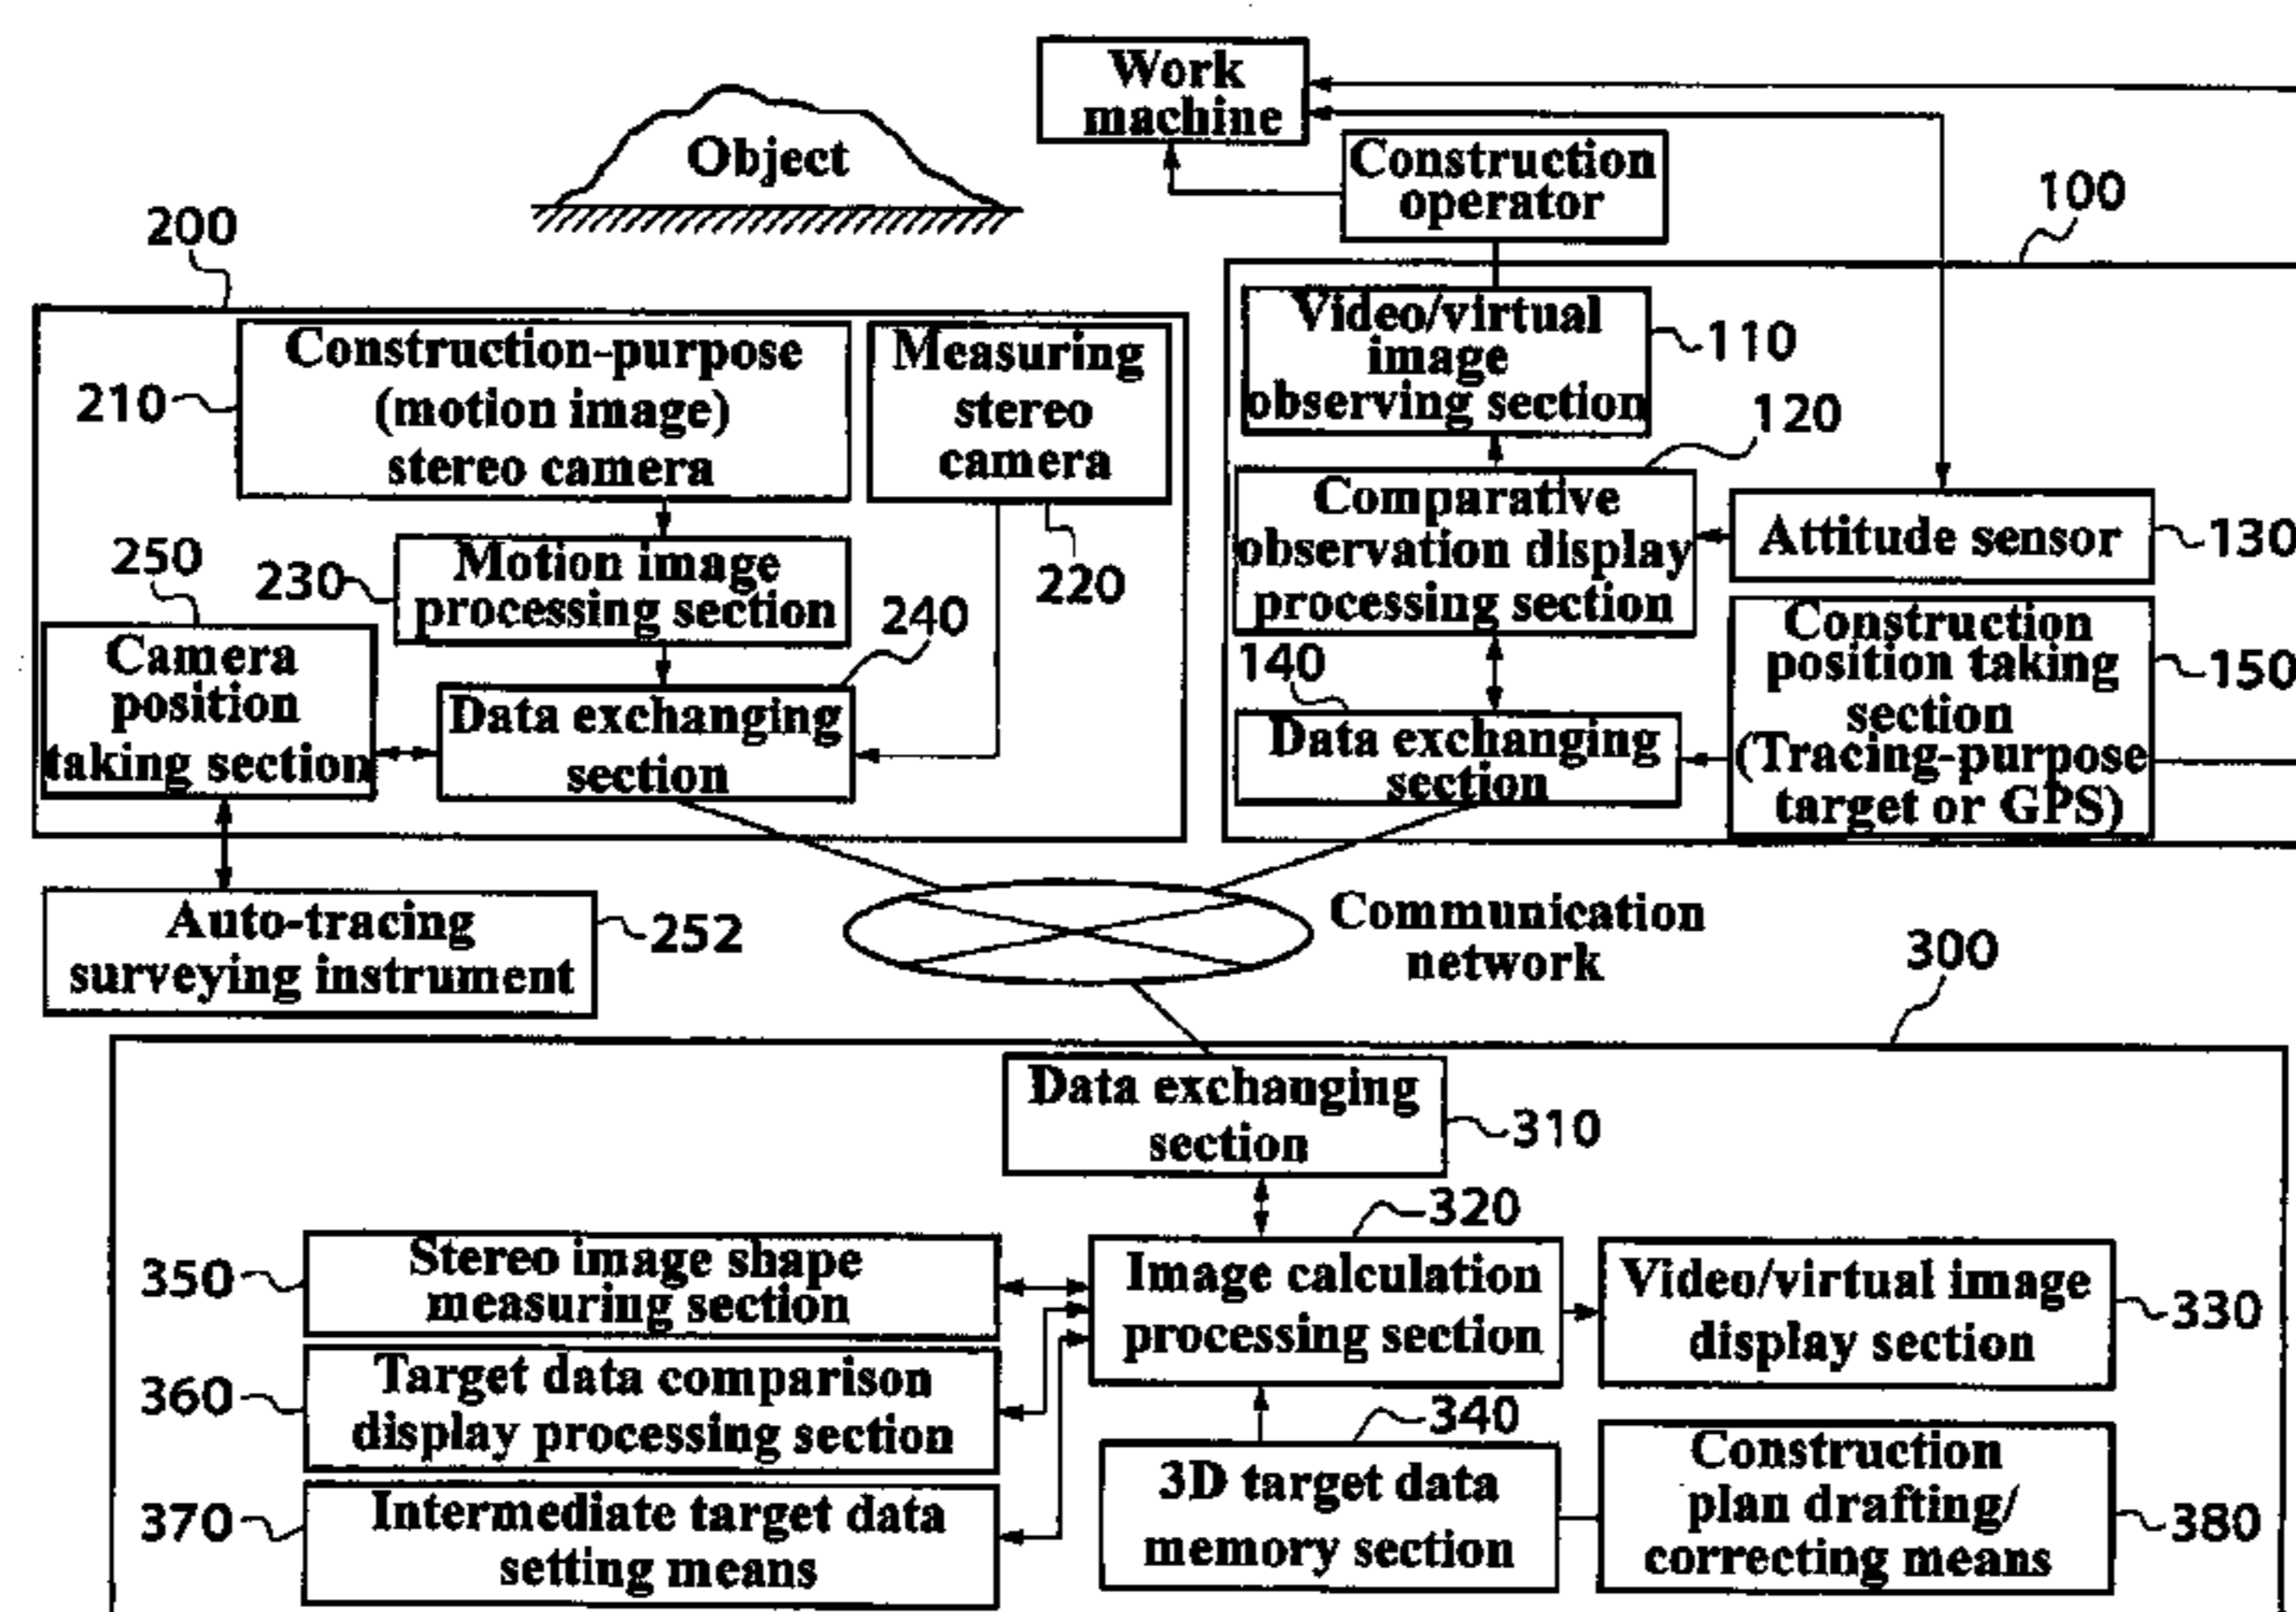 Work
machine
Object
Construction
operator
100
200
Construction-purpose
(motion image)
stereo camera
210
Measuring
stereo
camera
220
Video/virtual
image
observing section
110
120
Comparative
observation display
processing section
Attitude sensor
130
250
230
Motion image
processing section
240
Camera
position
taking section
Data exchanging
section
140
Data exchanging
section
Construction
position taking
section
(Tracing-purpose
target or GPS)
150
Auto-tracing
surveying instrument
252
Communication
network
300
Data exchanging
section
310
320
350
Stereo image shape
measuring section
Image calculation
processing section
Video/virtual image
display section
330
360
Target data comparison
display processing section
340
370
Intermediate target data
setting means
3D target data
memory section
Construction
plan drafting/
correcting means
380